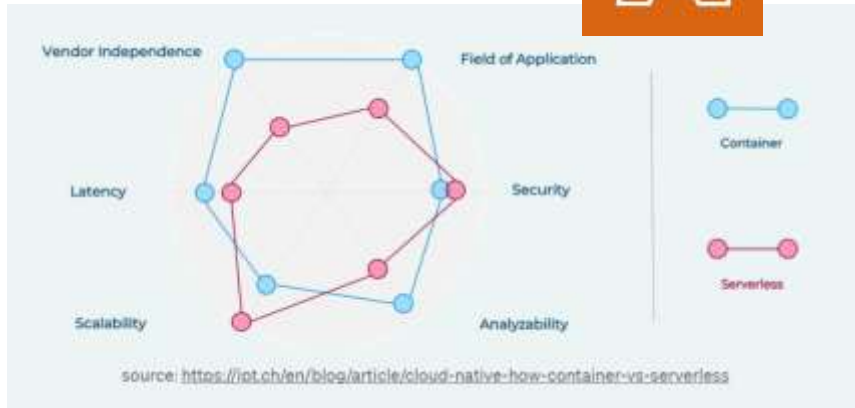 Vendor Independence
Field of Application
Container
Latency
Security
Serverless
Scalability
Analyzability
source: https://ipt.ch/en/blog/article/cloud-native-how-container-vs-serverless